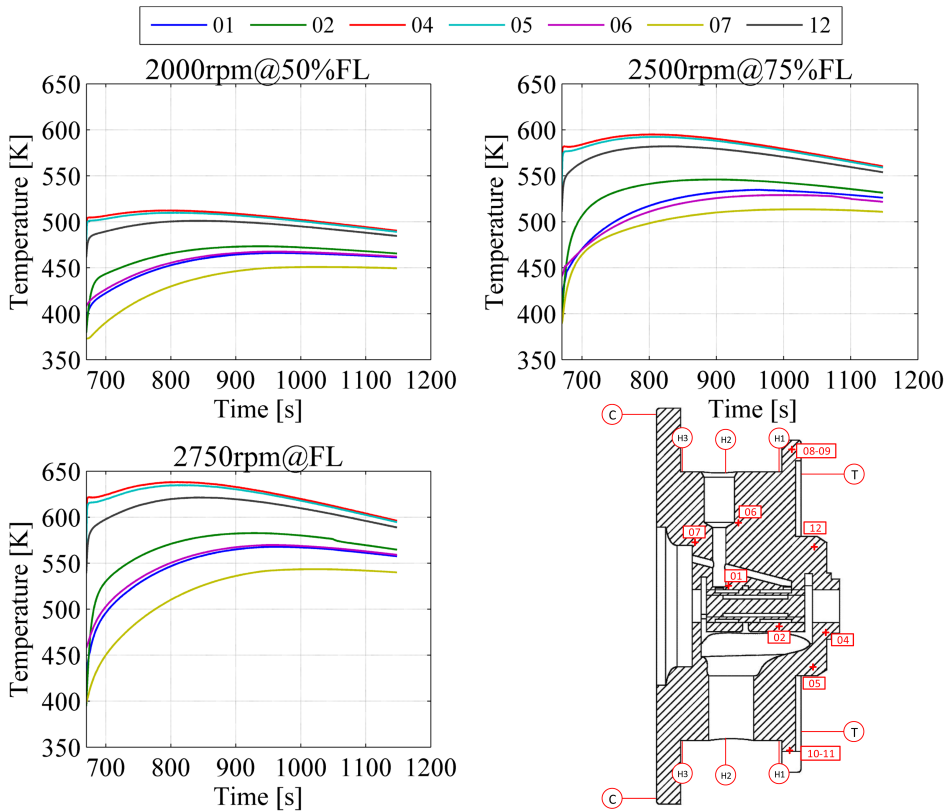 01 02 04 05 06 07 12
2000rpm@50%FL
Temperature [K]
650
600
550
500
450
400
350
700 800 900 1000 1100 1200
Time [s]
2500rpm@75%FL
Temperature [K]
650
600
550
500
450
400
350
700 800 900 1000 1100 1200
Time [s]
2750rpm@FL
Temperature [K]
650
600
550
500
450
400
350
700 800 900 1000 1100 1200
Time [s]
C
H3 H2 H1
08-09
T
06
12
07
01
02
04
05
T
10-11
H3 H2 H1
C